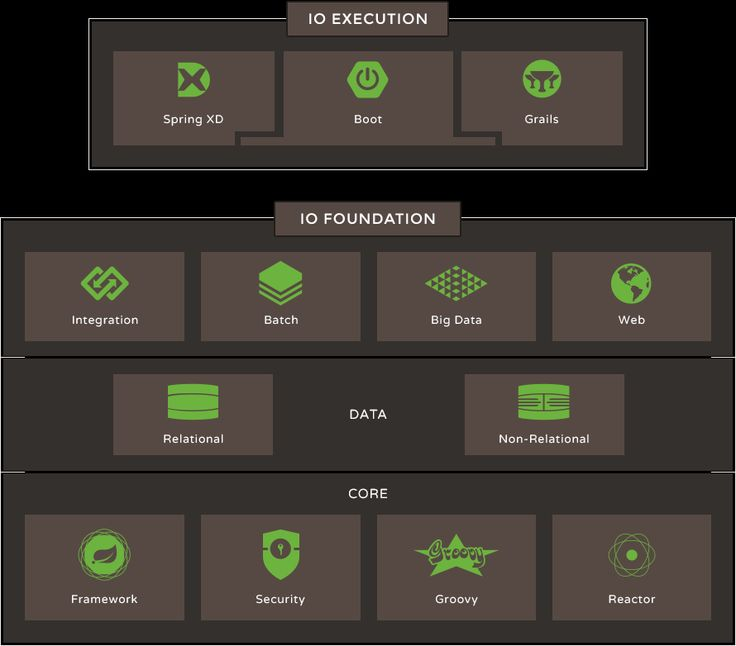 IO EXECUTION
Spring XD
Boot
Grails
IO FOUNDATION
Integration
Batch
Big Data
Web
Relational
DATA
Non-Relational
CORE
Groovy
Framework
Security
Groovy
Reactor